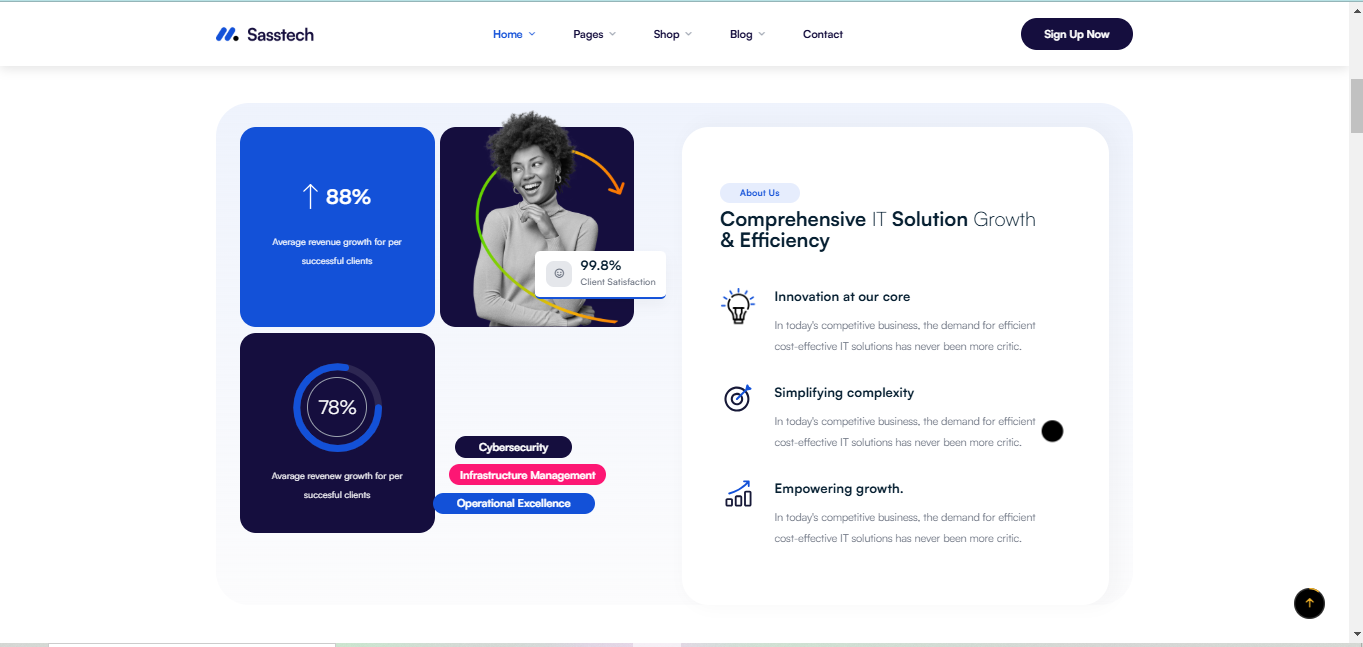 Sasstech
Home
Pages
Shop
Blog
Contact
Sign Up Now
88%
Average revenue growth for per
successful clients
99.8%
Client Satisfaction
78%
Avarage revenew growth for per
succesful clients
Cybersecurity
Infrastructure Management
Operational Excellence
About Us
Comprehensive IT Solution Growth
& Efficiency
Innovation at our core
In today's competitive business, the demand for efficient
cost-effective IT solutions has never been more critic.
Simplifying complexity
In today's competitive business, the demand for efficient
cost-effective IT solutions has never been more critic.
Empowering growth.
In today's competitive business, the demand for efficient
cost-effective IT solutions has never been more critic.